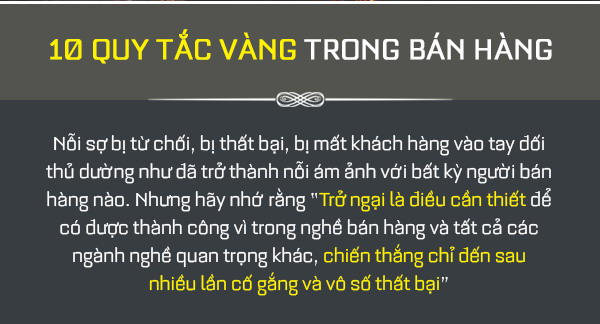 10 QUY TẮC VÀNG TRONG BÁN HÀNG
Nỗi sợ bị từ chối, bị thất bại, bị mất khách hàng vào tay đối
thủ dường như đã trở thành nỗi ám ảnh với bất kỳ người bán
hàng nào. Nhưng hãy nhớ rằng "Trở ngại là điều cần thiết để
có được thành công vì trong nghề bán hàng và tất cả các
ngành nghề quan trọng khác, chiến thắng chỉ đến sau
nhiều lần cố gắng và vô số thất bại"